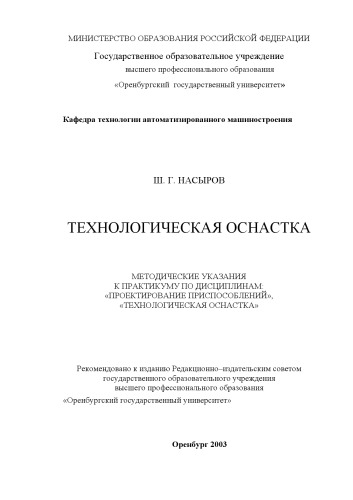 МИНИСТЕРСТВО ОБРАЗОВАНИЯ РОССИЙСКОЙ ФЕДЕРАЦИИ
Государственное образовательное учреждение
высшего профессионального образования
«Оренбургский государственный университет»
Кафедра технологии автоматизированного машиностроения
Ш. Г. НАСЫРОВ
ТЕХНОЛОГИЧЕСКАЯ ОСНАСТКА
МЕТОДИЧЕСКИЕ УКАЗАНИЯ
К ПРАКТИКУМУ ПО ДИСЦИПЛИНАМ:
«ПРОЕКТИРОВАНИЕ ПРИСПОСОБЛЕНИЙ»,
«ТЕХНОЛОГИЧЕСКАЯ ОСНАСТКА»
Рекомендовано к изданию Редакционно–издательским советом
государственного образовательного учреждения
высшего профессионального образования
«Оренбургский государственный университет»
Оренбург 2003